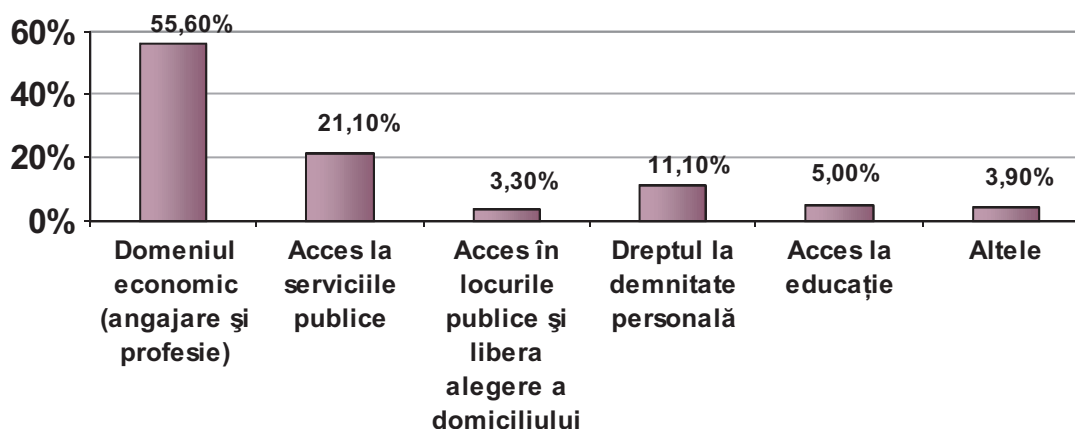 60%
40%
20%
0%
55,60%
21,10%
3,30%
11,10%
5,00%
3,90%
Domeniul
economic
(angajare şi
profesie)
Acces la
serviciile
publice
Acces în
locurile
publice şi
libera
alegere a
domiciliului
Dreptul la
demnitate
personală
Acces la
educație
Altele